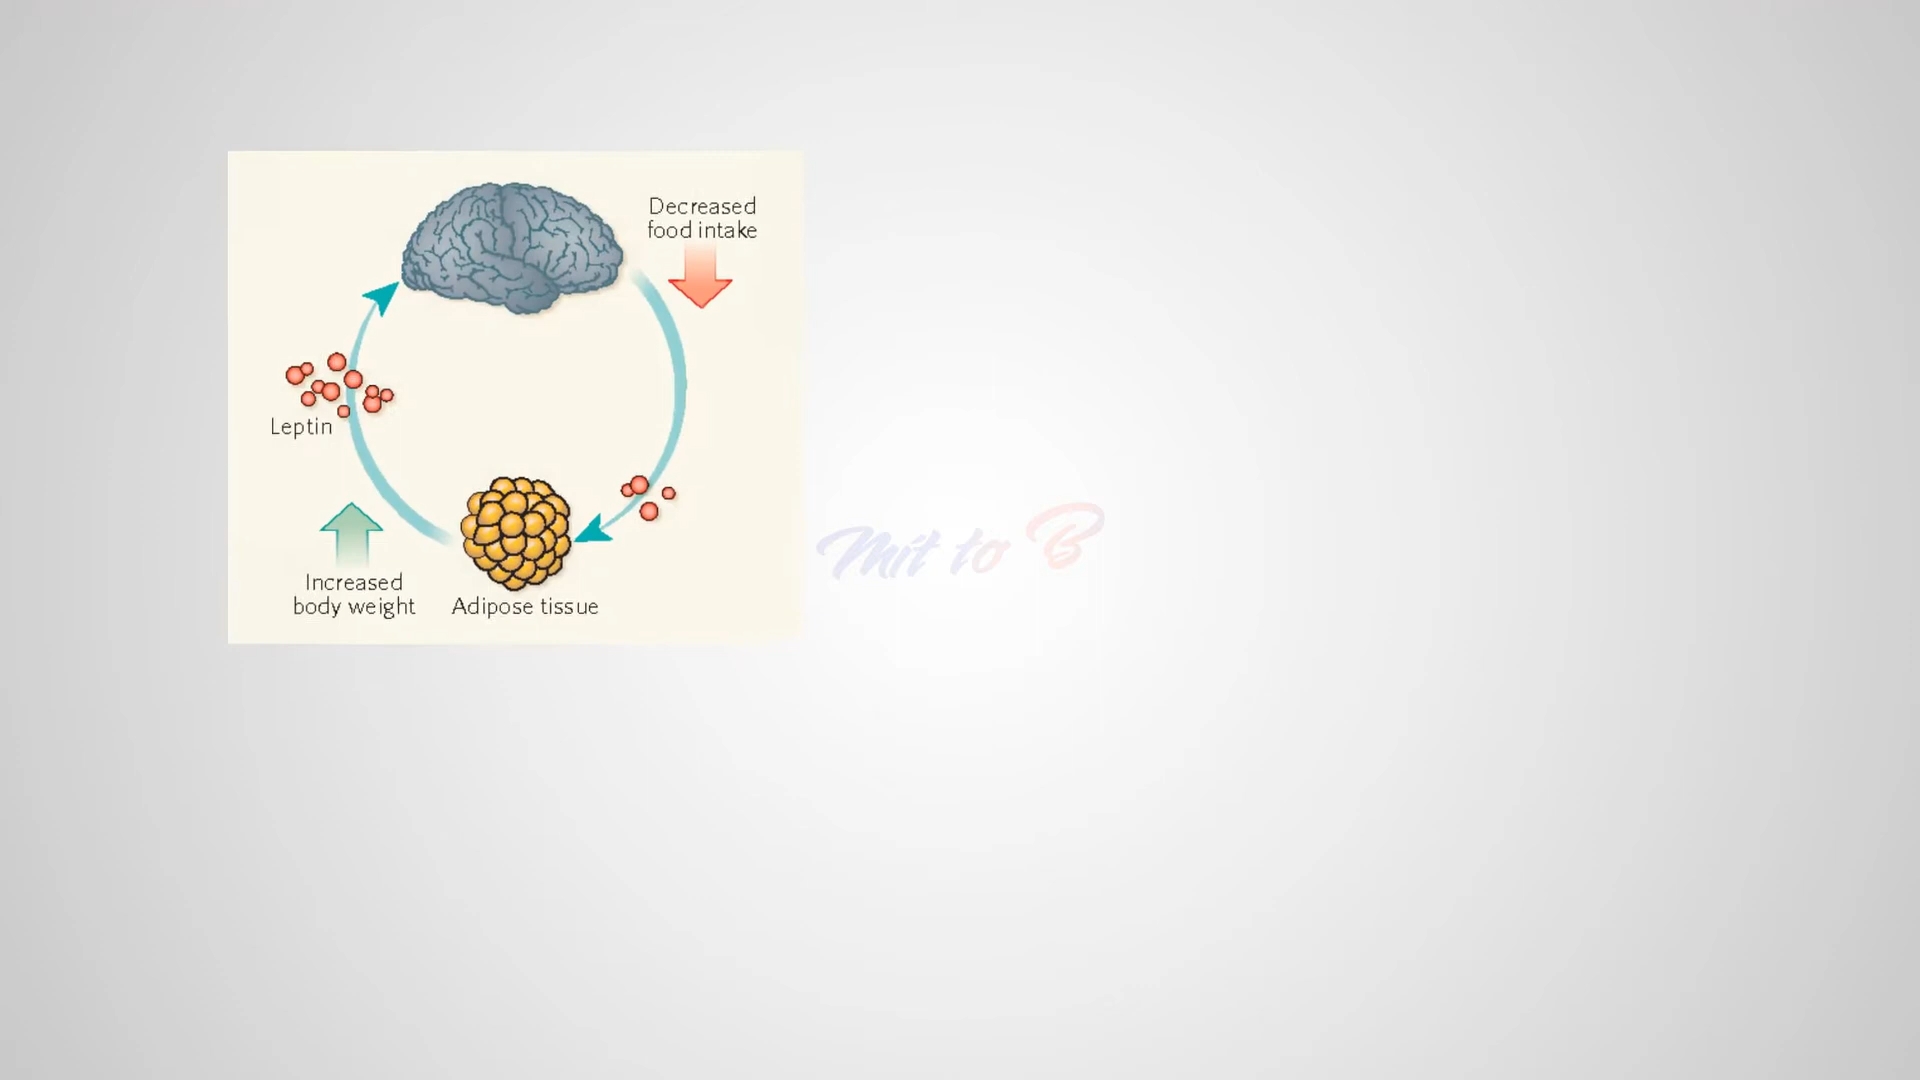 Decreased
food intake
Leptin
Increased
body weight
Adipose tissue
Mit to B